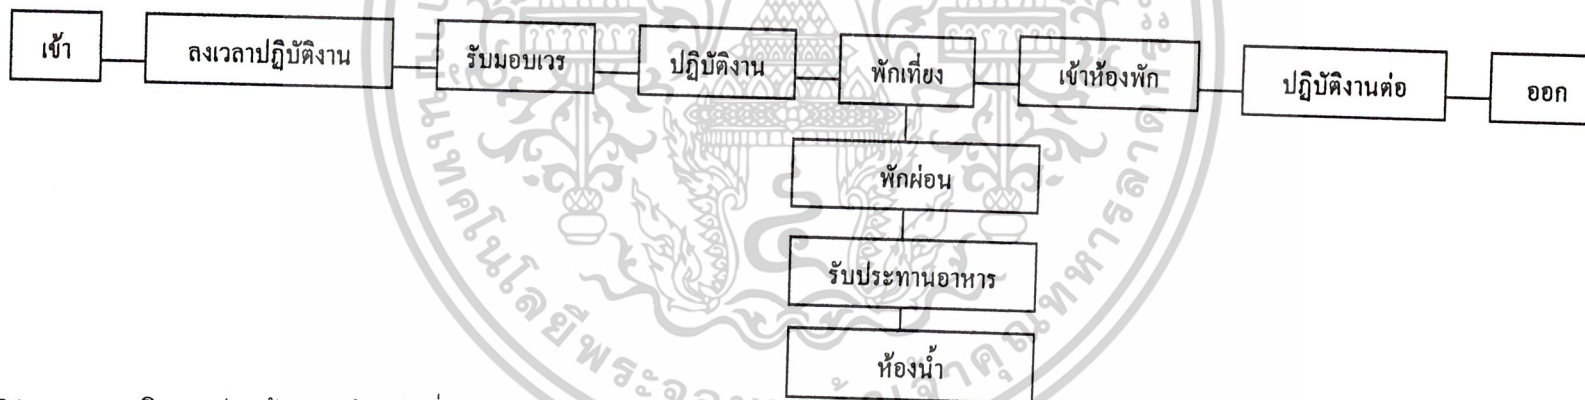 เข้า
ลงเวลาปฏิบัติงาน
รับมอบเวร
ปฏิบัติงาน
พักเที่ยง
เข้าห้องพัก
ปฏิบัติงานต่อ
ออก
พักผ่อน
รับประทานอาหาร
ห้องน้ำ